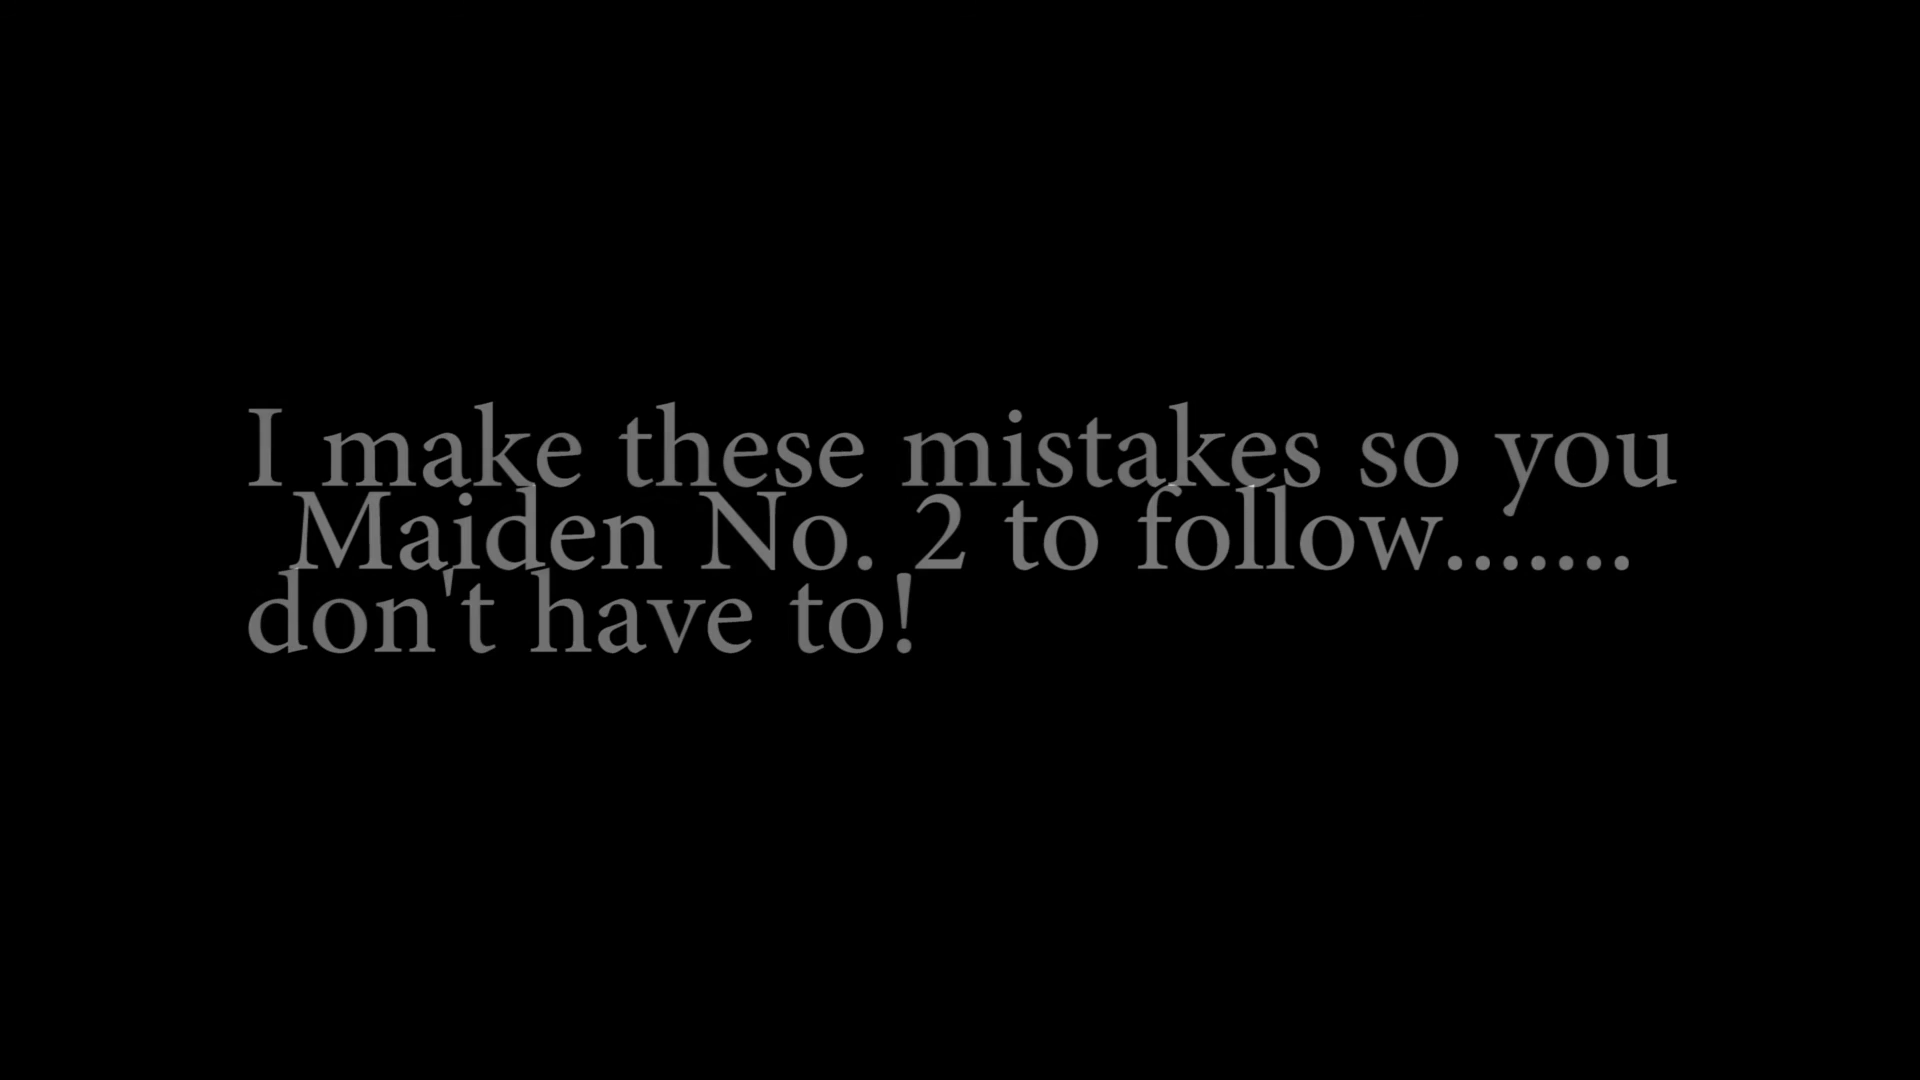 I make these mistakes so you
Maiden No. 2 to follow.......
don't have to!